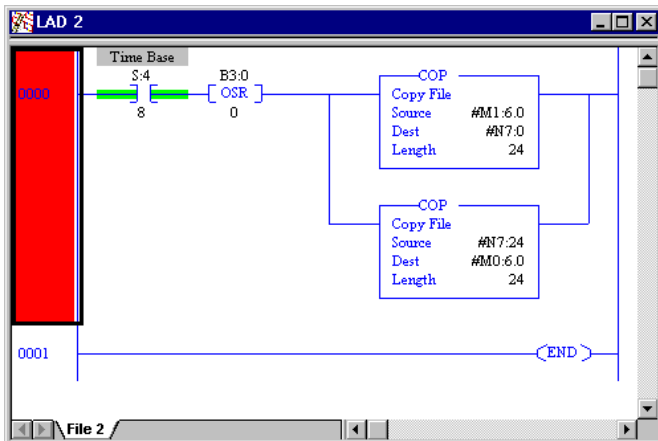 LAD 2
Time Base
S:4
B3:0
COP
0000
OSR
Copy File
8
0
Source #M1:6.0
Dest #N7:0
Length 24
COP
Copy File
Source #N7:24
Dest #M0:6.0
Length 24
0001
END
File 2